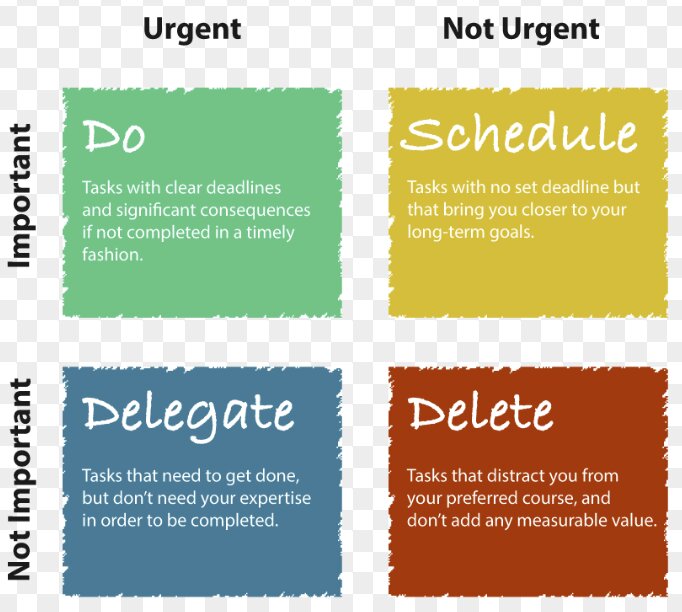 Urgent
Not Urgent
Important
Do
Tasks with clear deadlines
and significant consequences
if not completed in a timely
fashion.
Schedule
Tasks with no set deadline but
that bring you closer to your
long-term goals.
Not Important
Delegate
Tasks that need to get done,
but don’t need your expertise
in order to be completed.
Delete
Tasks that distract you from
your preferred course, and
don’t add any measurable value.